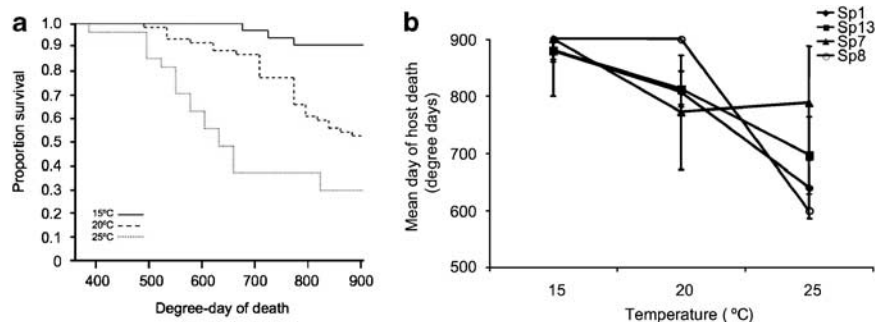 a
Proportion survival
1.0
0.9
0.8
0.7
0.6
0.5
0.4
0.3
0.2
0.1
0
15ºC
20ºC
25ºC
400 500 600 700 800 900
Degree-day of death
b
Mean day of host death
(degree days)
900
800
700
600
500
Sp1
Sp13
Sp7
Sp8
15 20 25
Temperature ( ºC)